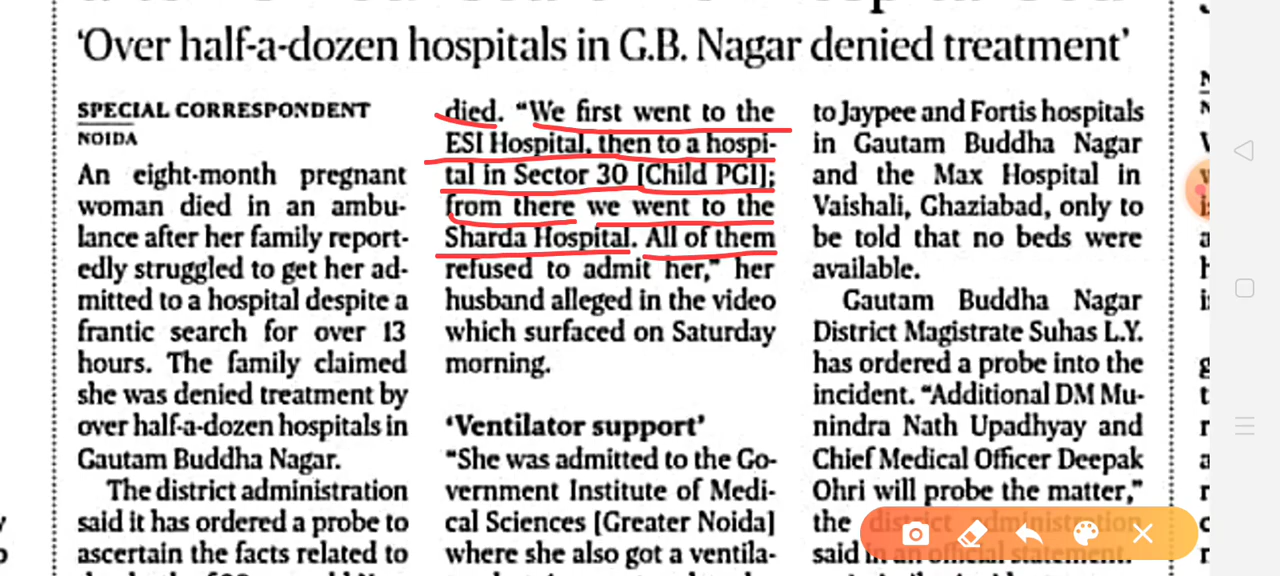 ‘Over half-a-dozen hospitals in G.B. Nagar denied treatment’
SPECIAL CORRESPONDENT
NOIDA
An eight-month pregnant
woman died in an ambu-
lance after her family report-
edly struggled to get her ad-
mitted to a hospital despite a
frantic search for over 13
hours. The family claimed
she was denied treatment by
over half-a-dozen hospitals in
Gautam Buddha Nagar.
The district administration
said it has ordered a probe to
ascertain the facts related to
died. “We first went to the
ESI Hospital, then to a hospi-
tal in Sector 30 [Child PGI];
from there we went to the
Sharda Hospital. All of them
refused to admit her,” her
husband alleged in the video
which surfaced on Saturday
morning.
‘Ventilator support’
“She was admitted to the Go-
vernment Institute of Medi-
cal Sciences [Greater Noida]
where she also got a ventila-
to Jaypee and Fortis hospitals
in Gautam Buddha Nagar
and the Max Hospital in
Vaishali, Ghaziabad, only to
be told that no beds were
available.
Gautam Buddha Nagar
District Magistrate Suhas L.Y.
has ordered a probe into the
incident. “Additional DM Mu-
nindra Nath Upadhyay and
Chief Medical Officer Deepak
Ohri will probe the matter,”
the district administration
said in an official statement.